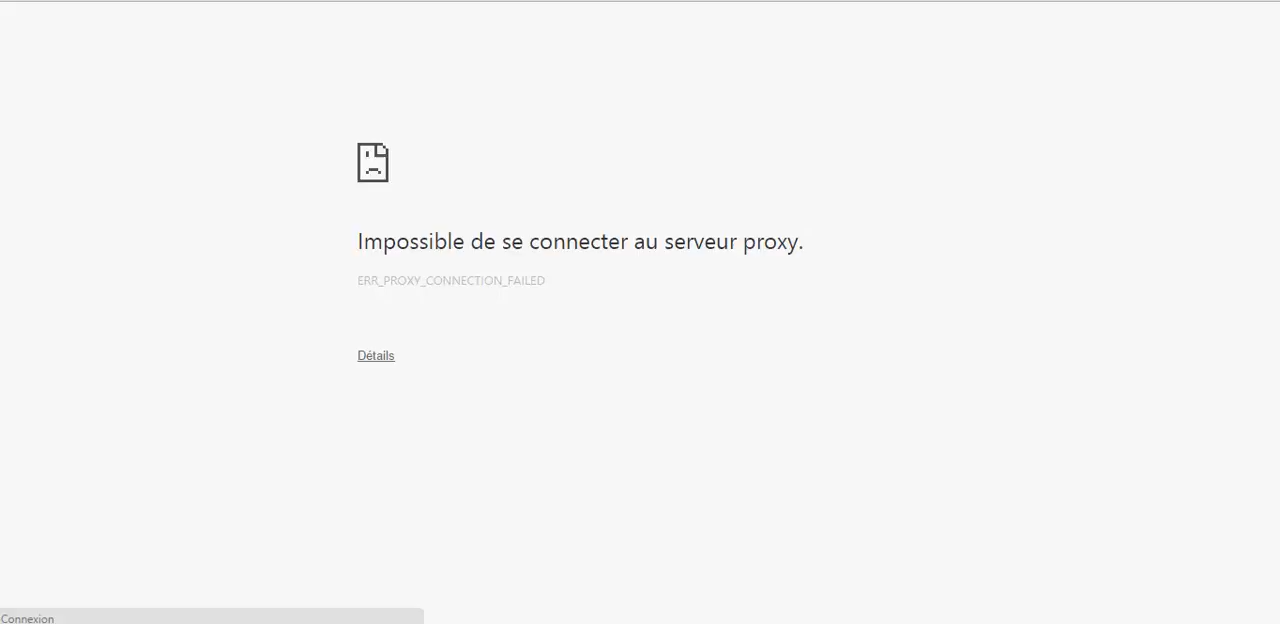 Impossible de se connecter au serveur proxy.
ERR_PROXY_CONNECTION_FAILED
Détails
Connexion